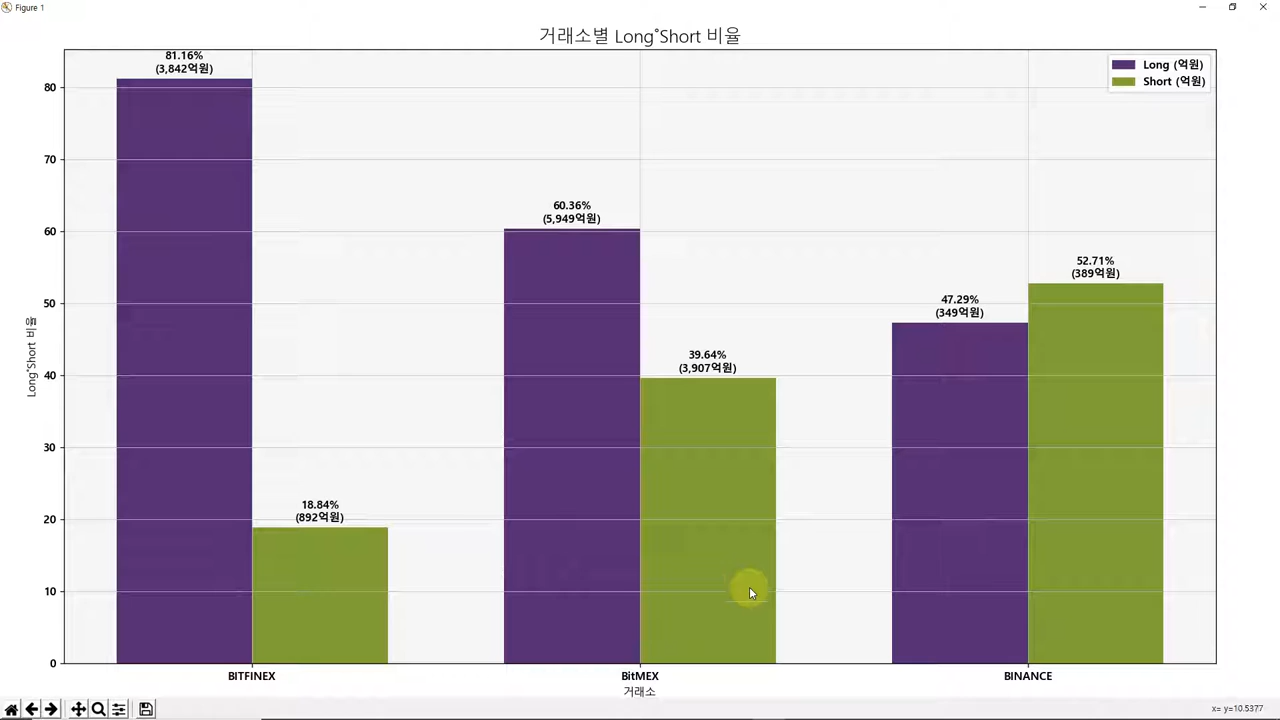 Figure 1
거래소별 Long˚Short 비율
Long (억원)
Short (억원)
81.16%
(3,842억원)
60.36%
(5,949억원)
52.71%
(389억원)
47.29%
(349억원)
39.64%
(3,907억원)
18.84%
(892억원)
80
70
60
50
40
30
20
10
0
Long˚Short 비율
BITFINEX
BitMEX
BINANCE
거래소
x= y=10.5377